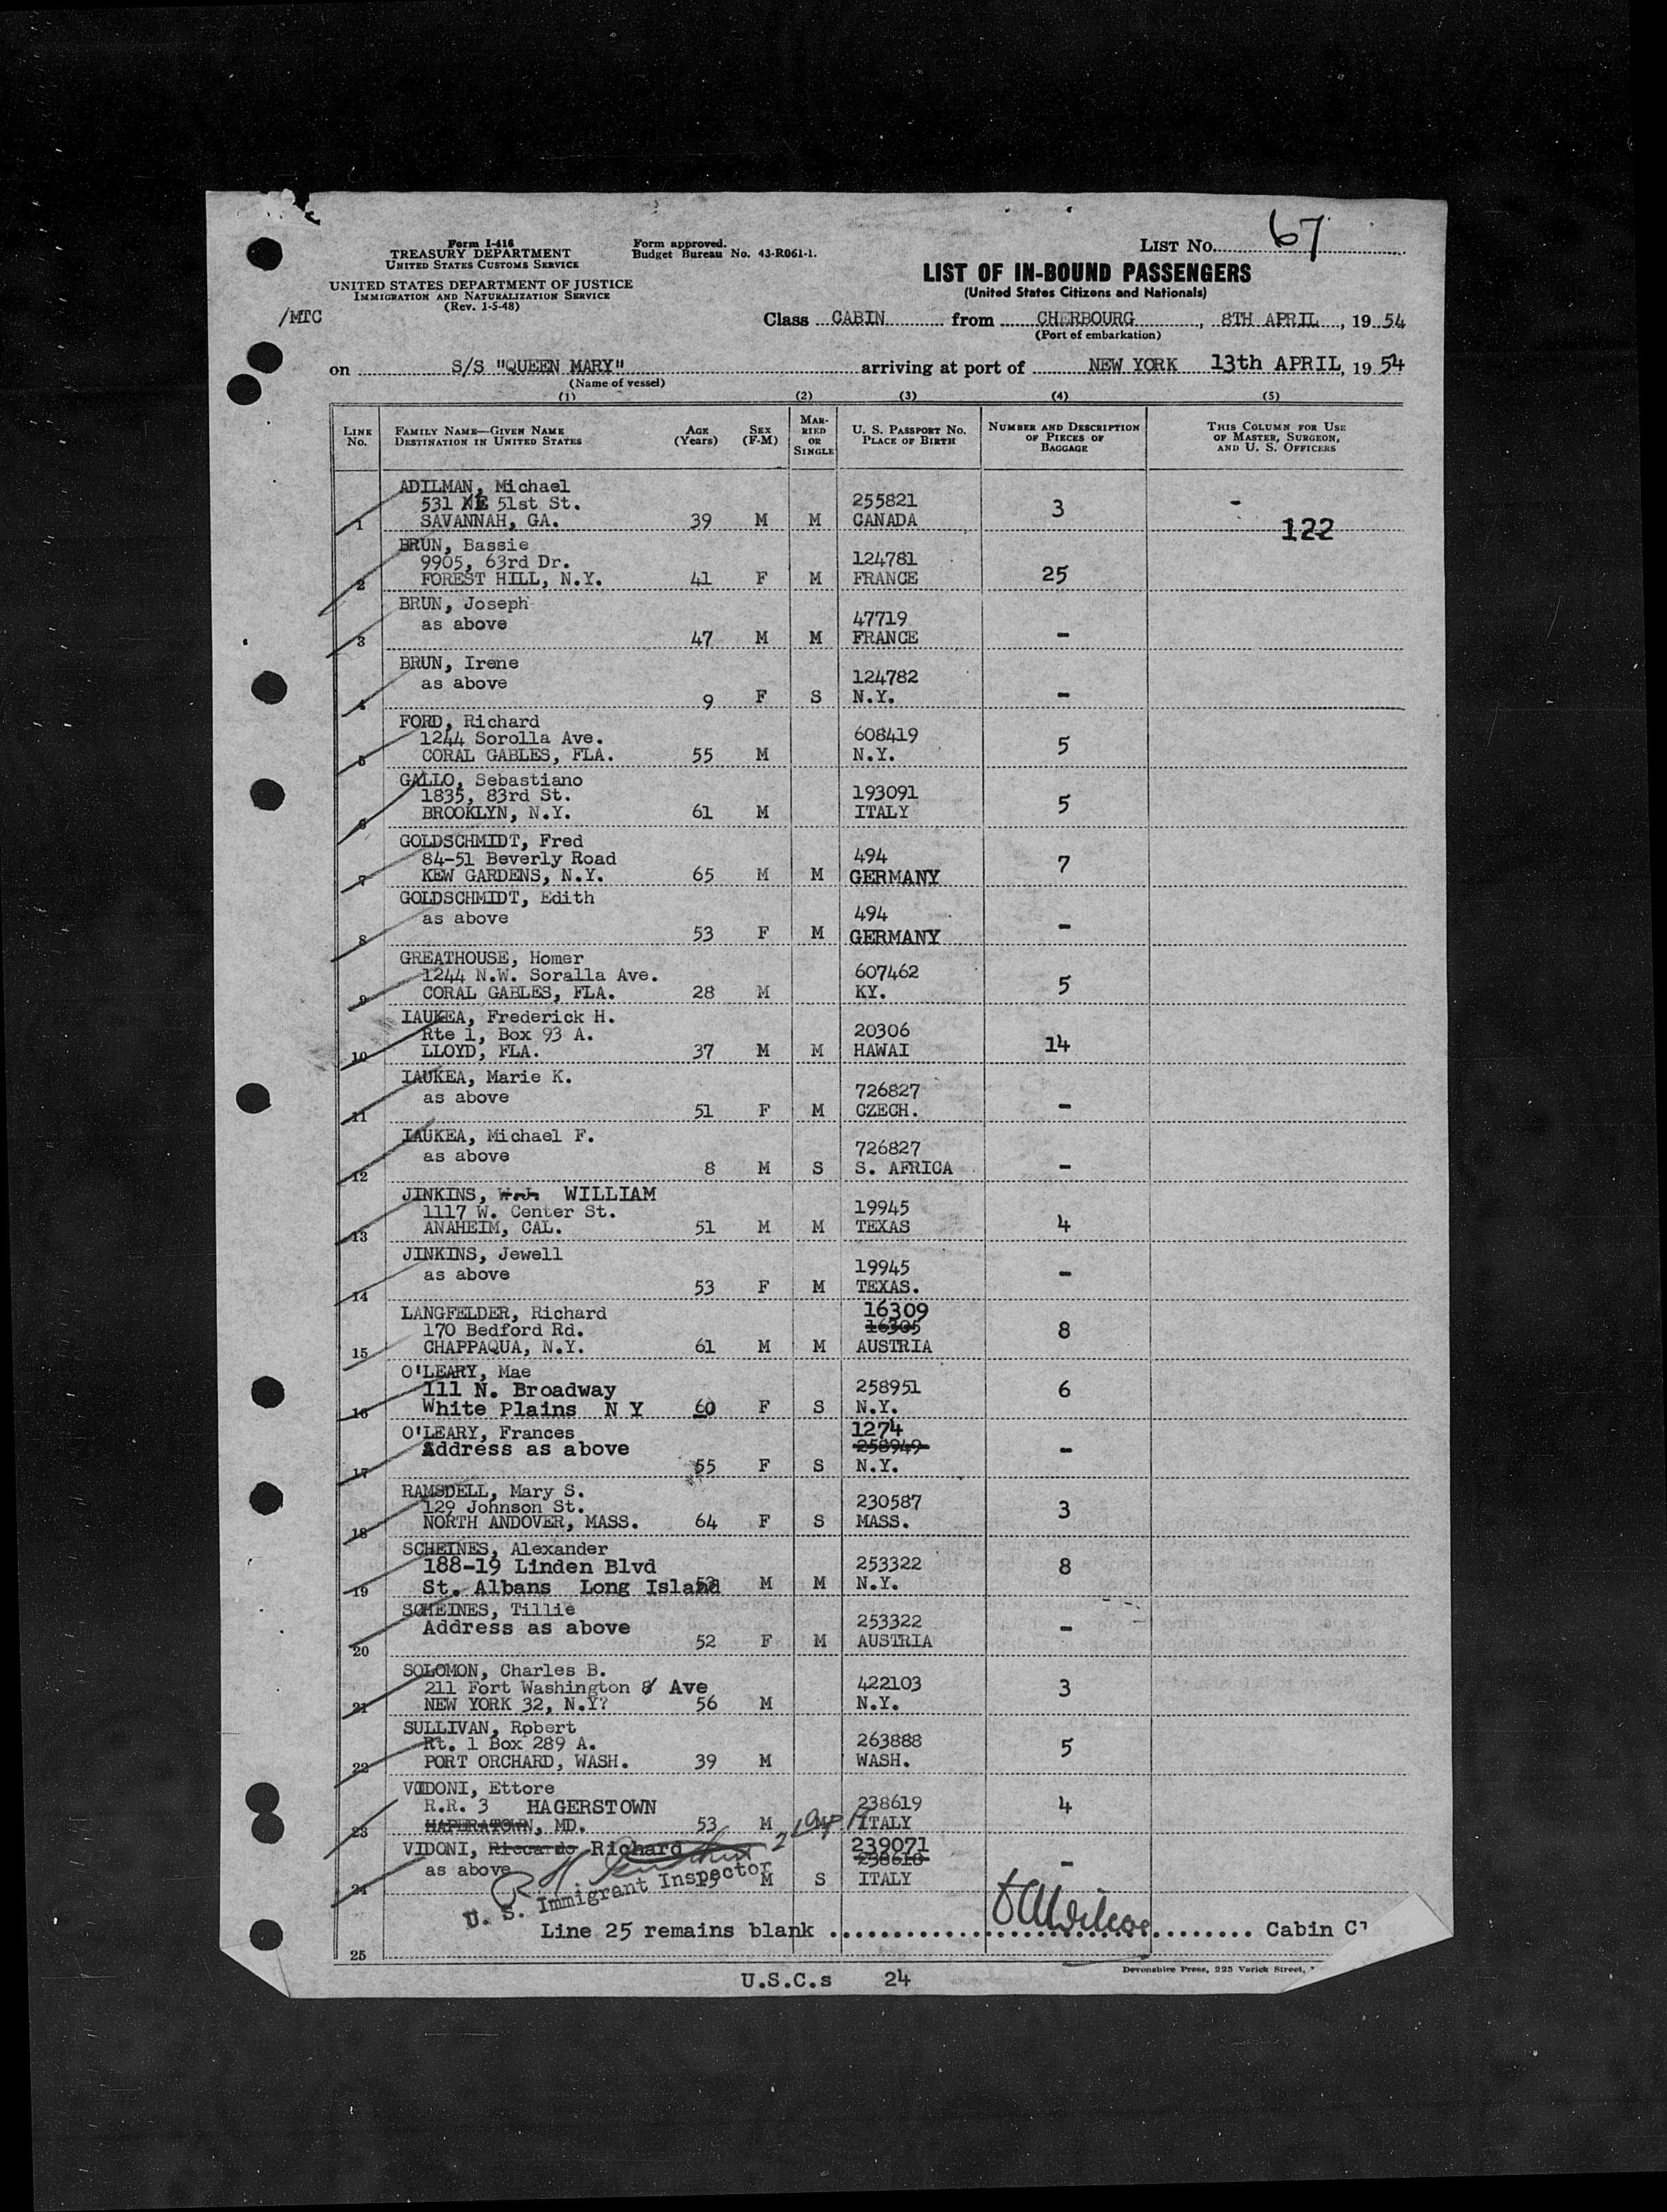 Form I-416
TREASURY DEPARTMENT
UNITED STATES CUSTOMS SERVICE
UNITED STATES DEPARTMENT OF JUSTICE
IMMIGRATION AND NATURALIZATION SERVICE
(Rev. 1-5-48)
Form approved.
Budget Bureau No. 43-R061-1.
LIST No. 67
LIST OF IN-BOUND PASSENGERS
(United States Citizens and Nationals)
/MTC
Class CABIN from CHERBOURG, 8TH APRIL, 1954
(Port of embarkation)
on S/S "QUEEN MARY" arriving at port of NEW YORK 13th APRIL, 1954
(Name of vessel)
(1) (2) (3) (4) (5)
LINE No. FAMILY NAME—GIVEN NAME DESTINATION IN UNITED STATES AGE (Years) SEX (F-M) MARRIED OR SINGLE U. S. PASSPORT No. PLACE OF BIRTH NUMBER AND DESCRIPTION OF PIECES OF BAGGAGE THIS COLUMN FOR USE OF MASTER, SURGEON, AND U. S. OFFICERS
ADILMAN, Michael
531 NE 51st St. 255821 3 -
1 SAVANNAH, GA. 39 M M CANADA 122
BRUN, Bassie
9905, 63rd Dr. 124781
2 FOREST HILL, N.Y. 41 F M FRANCE 25
BRUN, Joseph
as above 47719
3 47 M M FRANCE -
BRUN, Irene
as above 124782
4 9 F S N.Y. -
FORD, Richard
1244 Sorolla Ave. 608419 5
5 CORAL GABLES, FLA. 55 M N.Y.
GALLO, Sebastiano
1835, 83rd St. 193091 5
6 BROOKLYN, N.Y. 61 M ITALY
GOLDSCHMIDT, Fred
84-51 Beverly Road 494 7
7 KEW GARDENS, N.Y. 65 M M GERMANY
GOLDSCHMIDT, Edith
as above 494 -
8 53 F M GERMANY
GREATHOUSE, Homer
1244 N.W. Soralla Ave. 607462 5
9 CORAL GABLES, FLA. 28 M KY.
IAUKEA, Frederick H.
Rte 1, Box 93 A. 20306 14
10 LLOYD, FLA. 37 M M HAWAI
IAUKEA, Marie K.
as above 726827
11 51 F M CZECH. -
IAUKEA, Michael F.
as above 726827
12 8 M S S. AFRICA -
JINKINS, W.J. WILLIAM
1117 W. Center St. 19945 4
13 ANAHEIM, CAL. 51 M M TEXAS
JINKINS, Jewell
as above 19945 -
14 53 F M TEXAS.
LANGFELDER, Richard 16309
170 Bedford Rd. 16305 8
15 CHAPPAQUA, N.Y. 61 M M AUSTRIA
O'LEARY, Mae
111 N. Broadway 258951 6
16 White Plains N Y 60 F S N.Y.
O'LEARY, Frances 1274
Address as above 258949 -
17 55 F S N.Y.
RAMSDELL, Mary S.
129 Johnson St. 230587 3
18 NORTH ANDOVER, MASS. 64 F S MASS.
SCHEINES, Alexander
188-19 Linden Blvd 253322 8
19 St. Albans Long Island M M N.Y.
SCHEINES, Tillie
Address as above 253322 -
20 52 F M AUSTRIA
SOLOMON, Charles B.
211 Fort Washington Ave 422103 3
21 NEW YORK 32, N.Y? 56 M N.Y.
SULLIVAN, Robert
Rt. 1 Box 289 A. 263888 5
22 PORT ORCHARD, WASH. 39 M WASH.
VIDONI, Ettore
R.R. 3 HAGERSTOWN 238619 4
23 HAPERATOWN, MD. 53 M ITALY
VIDONI, Riccardo Richard 239071
as above 238618 -
24 M S ITALY
U. S. Immigrant Inspector
Line 25 remains blank Cabin Cl
25
Devonshire Press, 225 Varick Street,
U.S.C.s 24